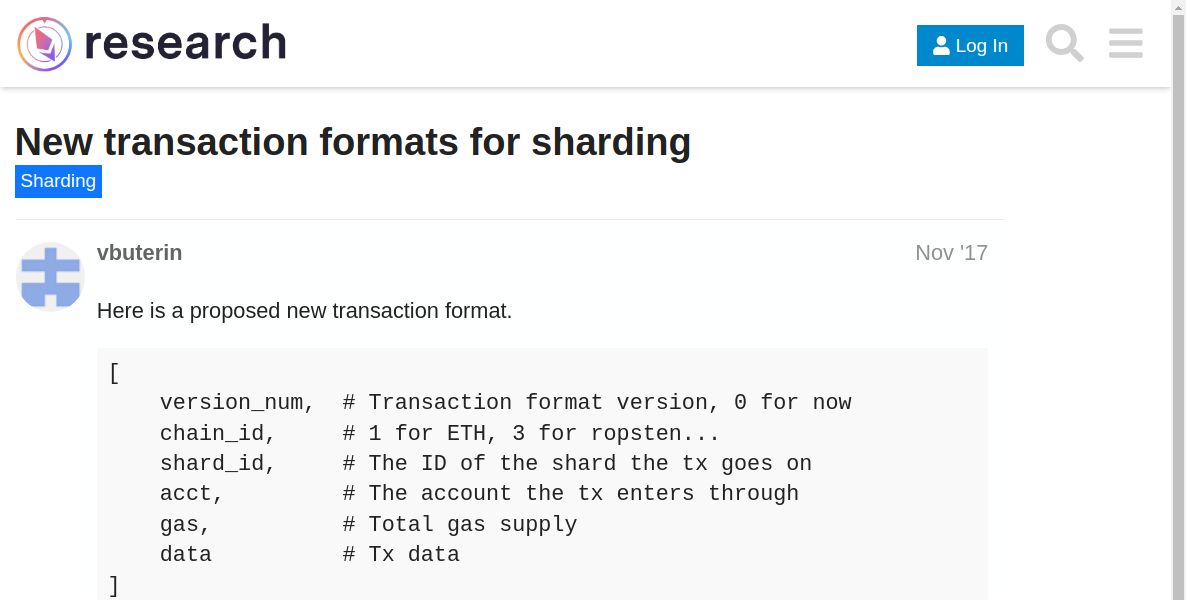 research
Log In
New transaction formats for sharding
Sharding
vbuterin Nov '17
Here is a proposed new transaction format.
[
    version_num,  # Transaction format version, 0 for now
    chain_id,     # 1 for ETH, 3 for ropsten...
    shard_id,     # The ID of the shard the tx goes on
    acct,         # The account the tx enters through
    gas,          # Total gas supply
    data          # Tx data
]